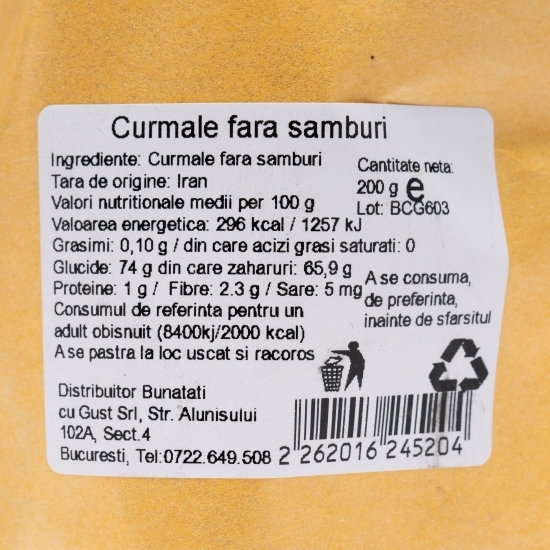 Curmale fara samburi
Ingrediente: Curmale fara samburi
Tara de origine: Iran
Valori nutritionale medii per 100 g
Valoarea energetica: 296 kcal / 1257 kJ
Grasimi: 0,10 g / din care acizi grasi saturati: 0
Glucide: 74 g din care zaharuri: 65,9 g
Proteine: 1 g / Fibre: 2.3 g / Sare: 5 mg
Consumul de referinta pentru un
adult obisnuit (8400kj/2000 kcal)
A se pastra la loc uscat si racoros
Cantitate neta:
200 g e
Lot: BCG603
A se consuma,
de preferinta,
inainte de sfarsitul
Distribuitor Bunatati
cu Gust Srl, Str. Alunisului
102A, Sect.4
Bucuresti, Tel:0722.649.508
2 262016 245204